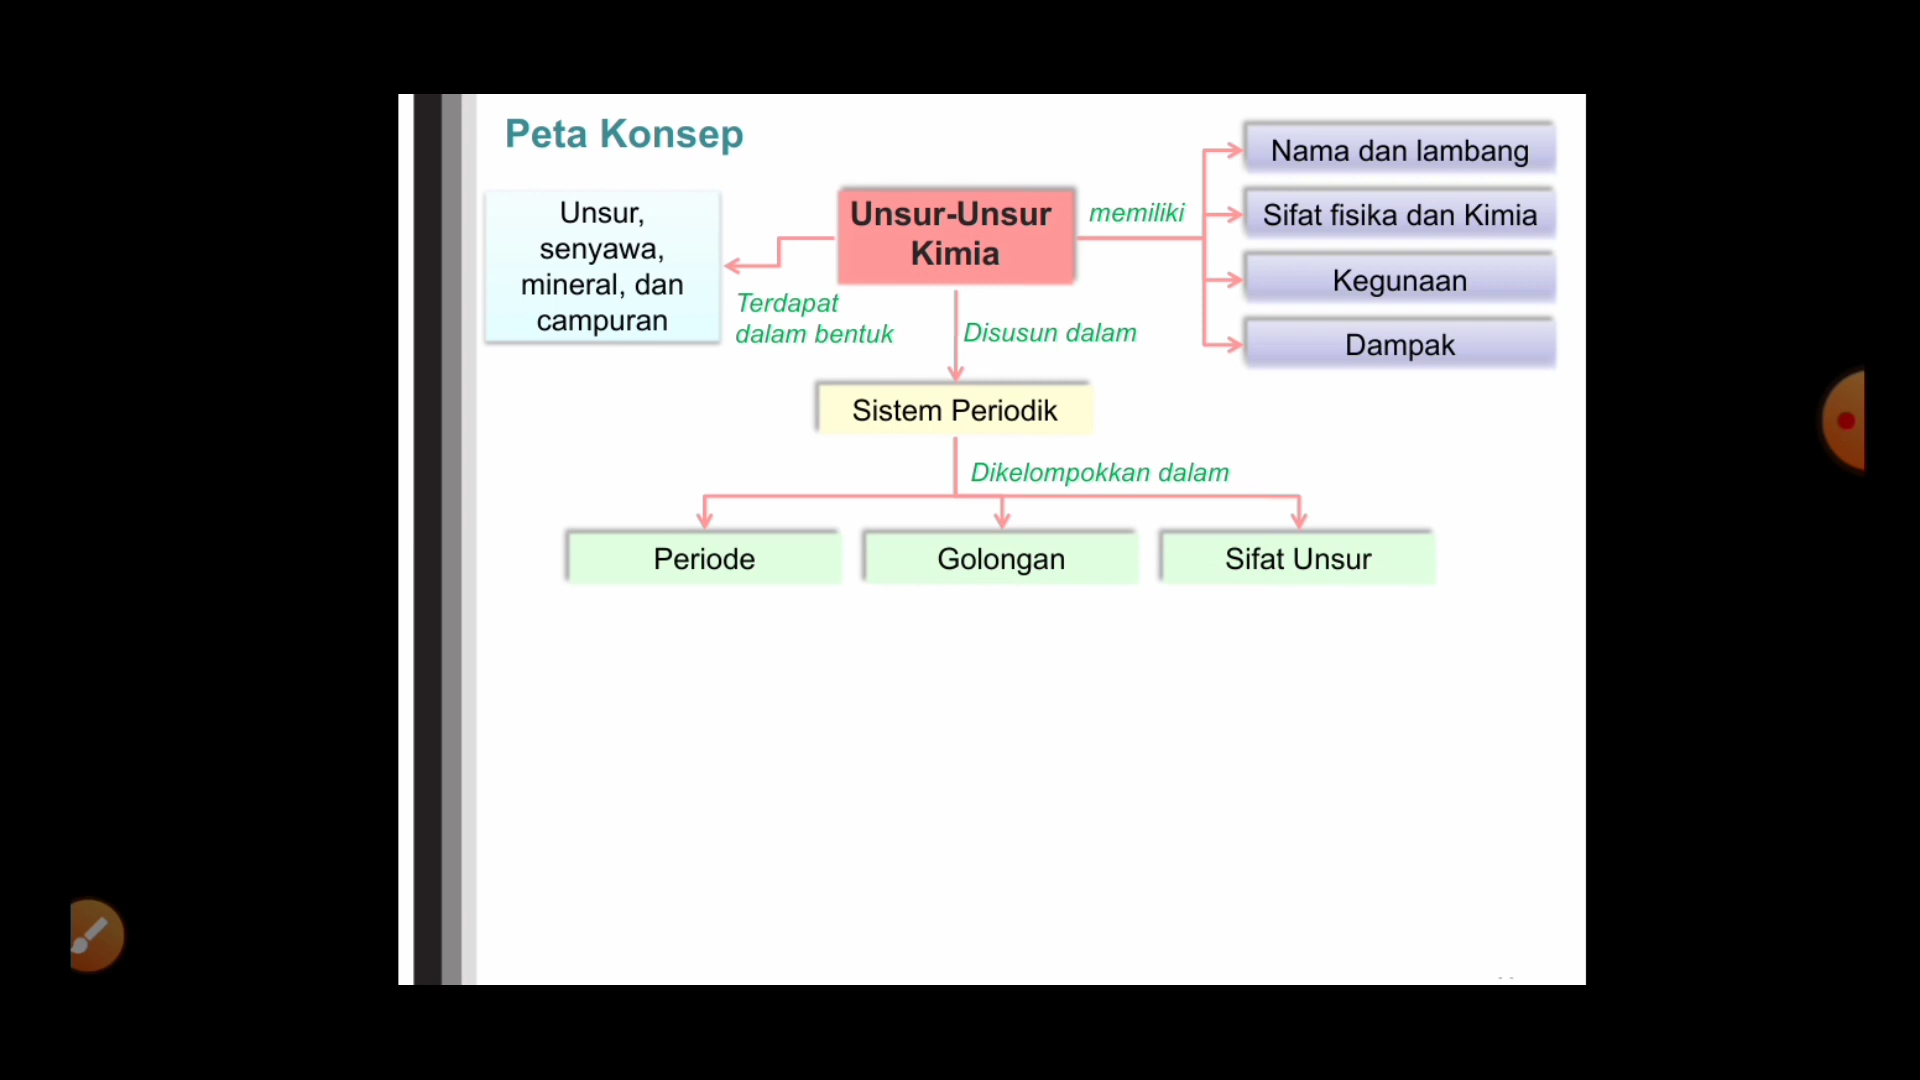 Peta Konsep
Unsur,
senyawa,
mineral, dan
campuran
Unsur-Unsur
Kimia
memiliki
Nama dan lambang
Sifat fisika dan Kimia
Kegunaan
Dampak
Terdapat
dalam bentuk
Disusun dalam
Sistem Periodik
Dikelompokkan dalam
Periode
Golongan
Sifat Unsur